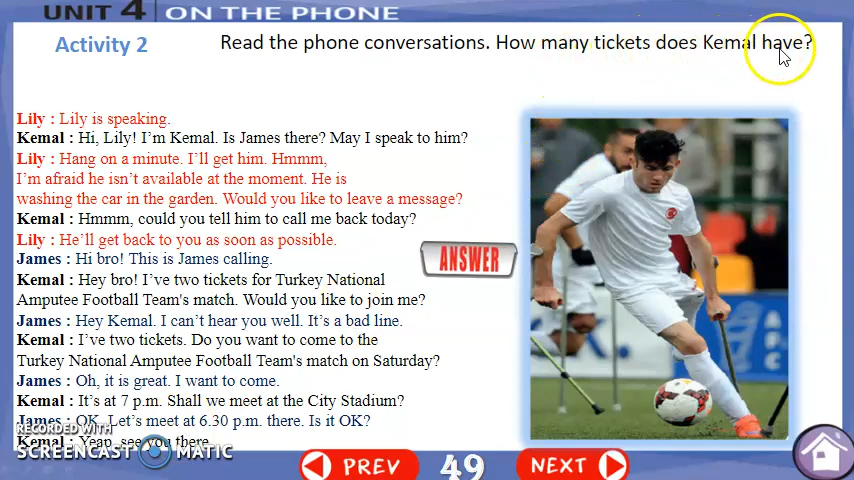 UNIT 4 ON THE PHONE
Activity 2
Read the phone conversations. How many tickets does Kemal have?
Lily : Lily is speaking.
Kemal : Hi, Lily! I'm Kemal. Is James there? May I speak to him?
Lily : Hang on a minute. I'll get him. Hmmm,
I'm afraid he isn't available at the moment. He is
washing the car in the garden. Would you like to leave a message?
Kemal : Hmmm, could you tell him to call me back today?
Lily : He'll get back to you as soon as possible.
James : Hi bro! This is James calling.
Kemal : Hey bro! I've two tickets for Turkey National
Amputee Football Team's match. Would you like to join me?
James : Hey Kemal. I can't hear you well. It's a bad line.
Kemal : I've two tickets. Do you want to come to the
Turkey National Amputee Football Team's match on Saturday?
James : Oh, it is great. I want to come.
Kemal : It's at 7 p.m. Shall we meet at the City Stadium?
James : OK. Let's meet at 6.30 p.m. there. Is it OK?
Kemal : Yeap, see you there.
ANSWER
AFC
RECORDED WITH
SCREENCAST MATIC
PREV
49
NEXT